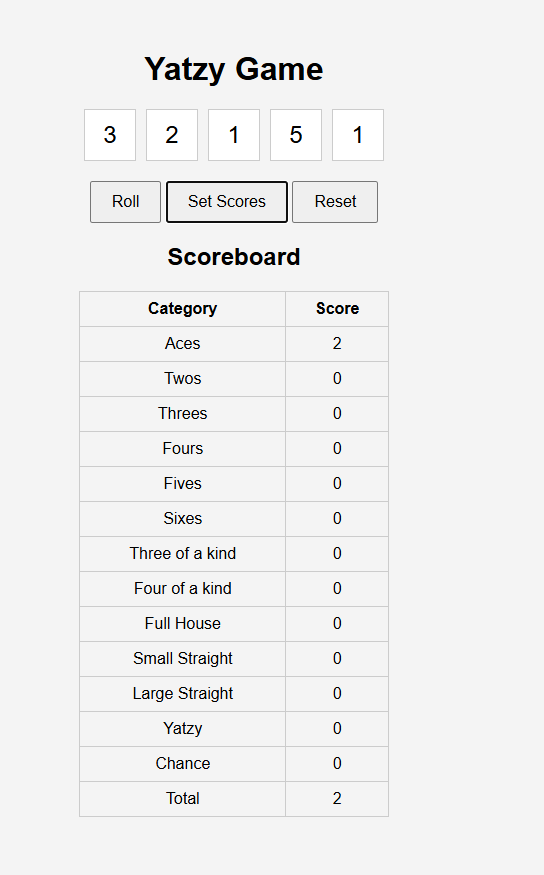 Yatzy Game
3 2 1 5 1
Roll Set Scores Reset
Scoreboard
Category Score
Aces 2
Twos 0
Threes 0
Fours 0
Fives 0
Sixes 0
Three of a kind 0
Four of a kind 0
Full House 0
Small Straight 0
Large Straight 0
Yatzy 0
Chance 0
Total 2